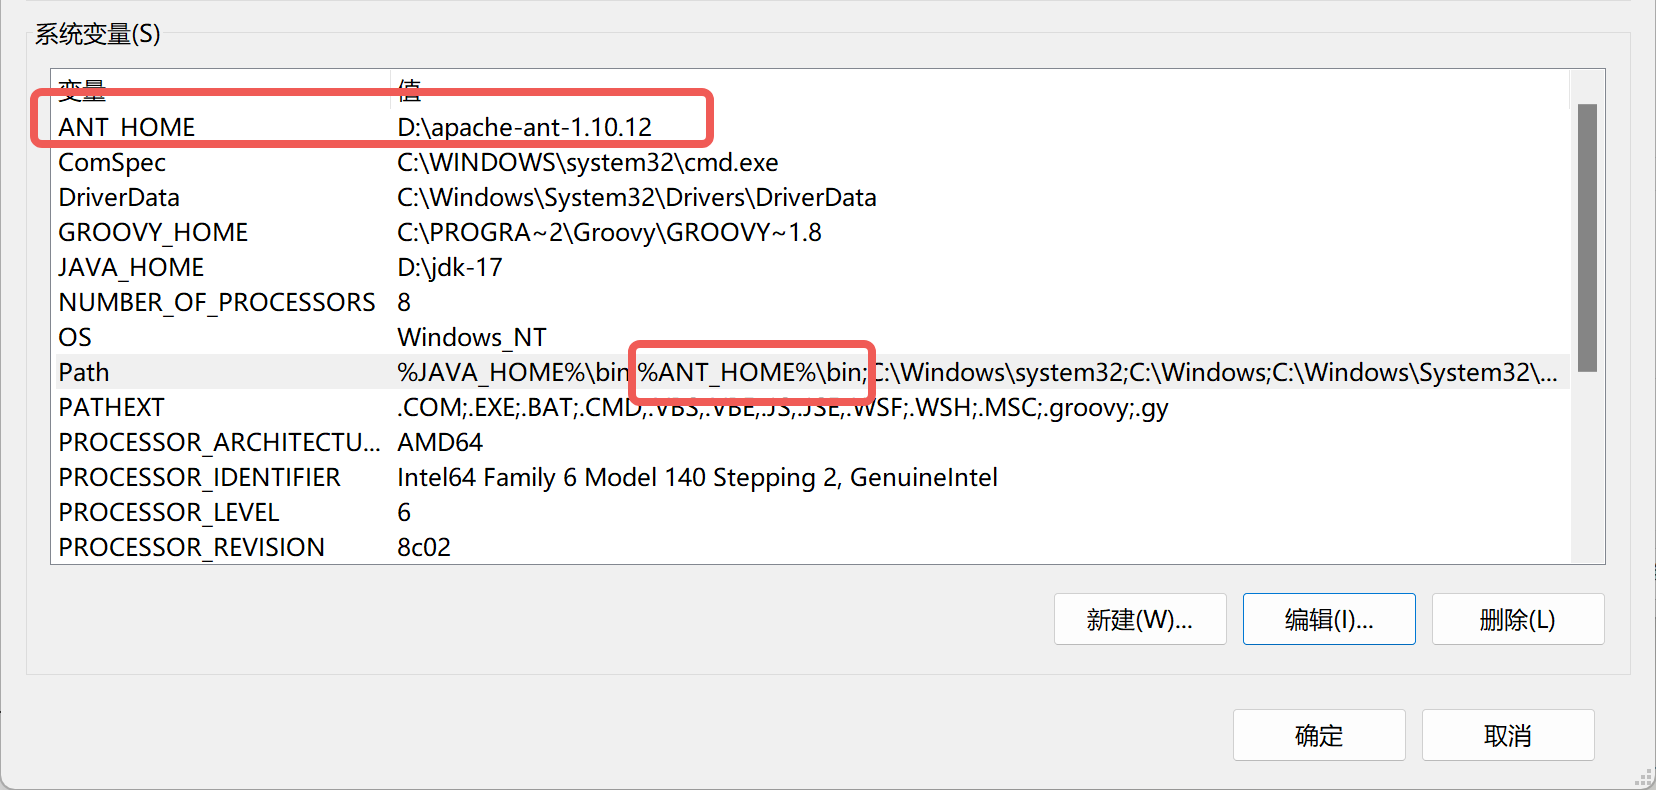 系统变量(S)
变量 值
ANT_HOME D:\apache-ant-1.10.12
ComSpec C:\WINDOWS\system32\cmd.exe
DriverData C:\Windows\System32\Drivers\DriverData
GROOVY_HOME C:\PROGRA~2\Groovy\GROOVY~1.8
JAVA_HOME D:\jdk-17
NUMBER_OF_PROCESSORS 8
OS Windows_NT
Path %JAVA_HOME%\bin;%ANT_HOME%\bin;C:\Windows\system32;C:\Windows;C:\Windows\System32\...
PATHEXT .COM;.EXE;.BAT;.CMD;.VBS;.VBE;.JS;.JSE;.WSF;.WSH;.MSC;.groovy;.gy
PROCESSOR_ARCHITECTU... AMD64
PROCESSOR_IDENTIFIER Intel64 Family 6 Model 140 Stepping 2, GenuineIntel
PROCESSOR_LEVEL 6
PROCESSOR_REVISION 8c02
新建(W)... 编辑(I)... 删除(L)
确定 取消